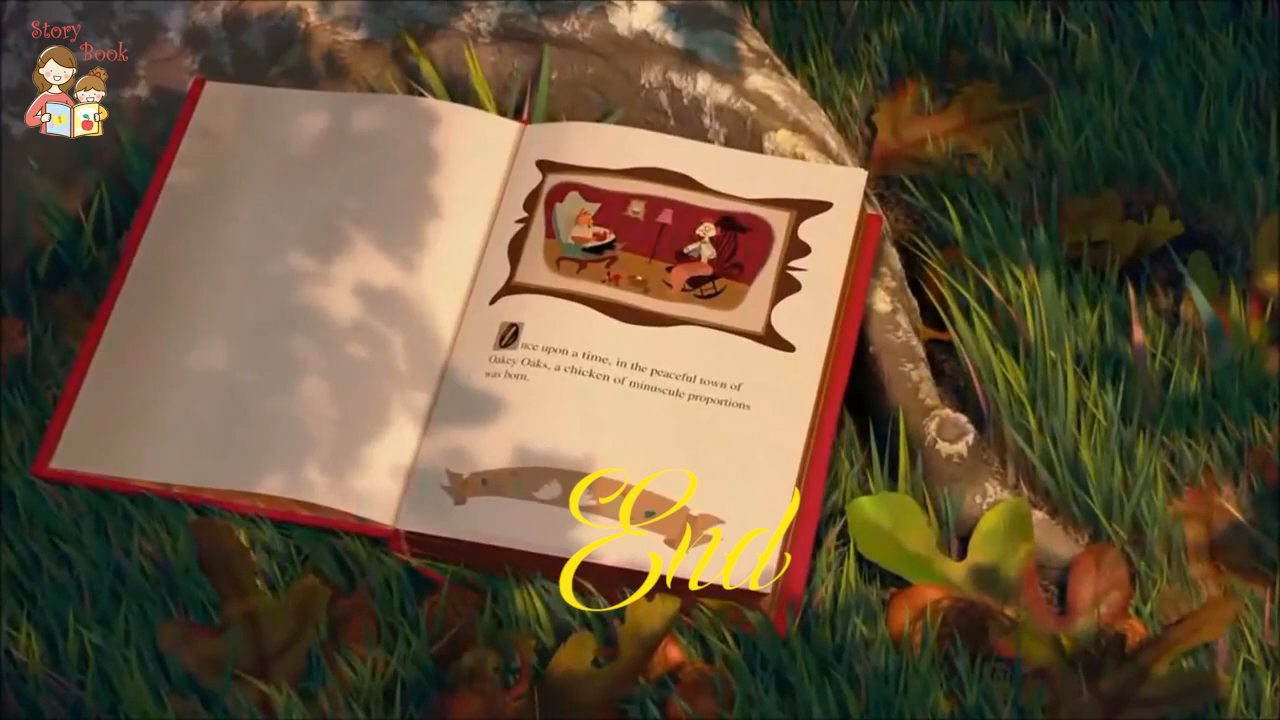 Story
Book
Once upon a time, in the peaceful town of
Oakey Oaks, a chicken of minuscule proportions
was born.
End